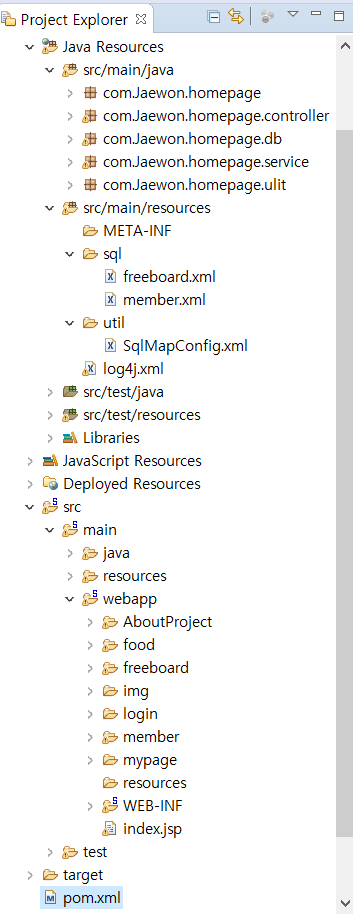 Project Explorer
Java Resources
src/main/java
com.Jaewon.homepage
com.Jaewon.homepage.controller
com.Jaewon.homepage.db
com.Jaewon.homepage.service
com.Jaewon.homepage.ulit
src/main/resources
META-INF
sql
freeboard.xml
member.xml
util
SqlMapConfig.xml
log4j.xml
src/test/java
src/test/resources
Libraries
JavaScript Resources
Deployed Resources
src
main
java
resources
webapp
AboutProject
food
freeboard
img
login
member
mypage
resources
WEB-INF
index.jsp
test
target
pom.xml